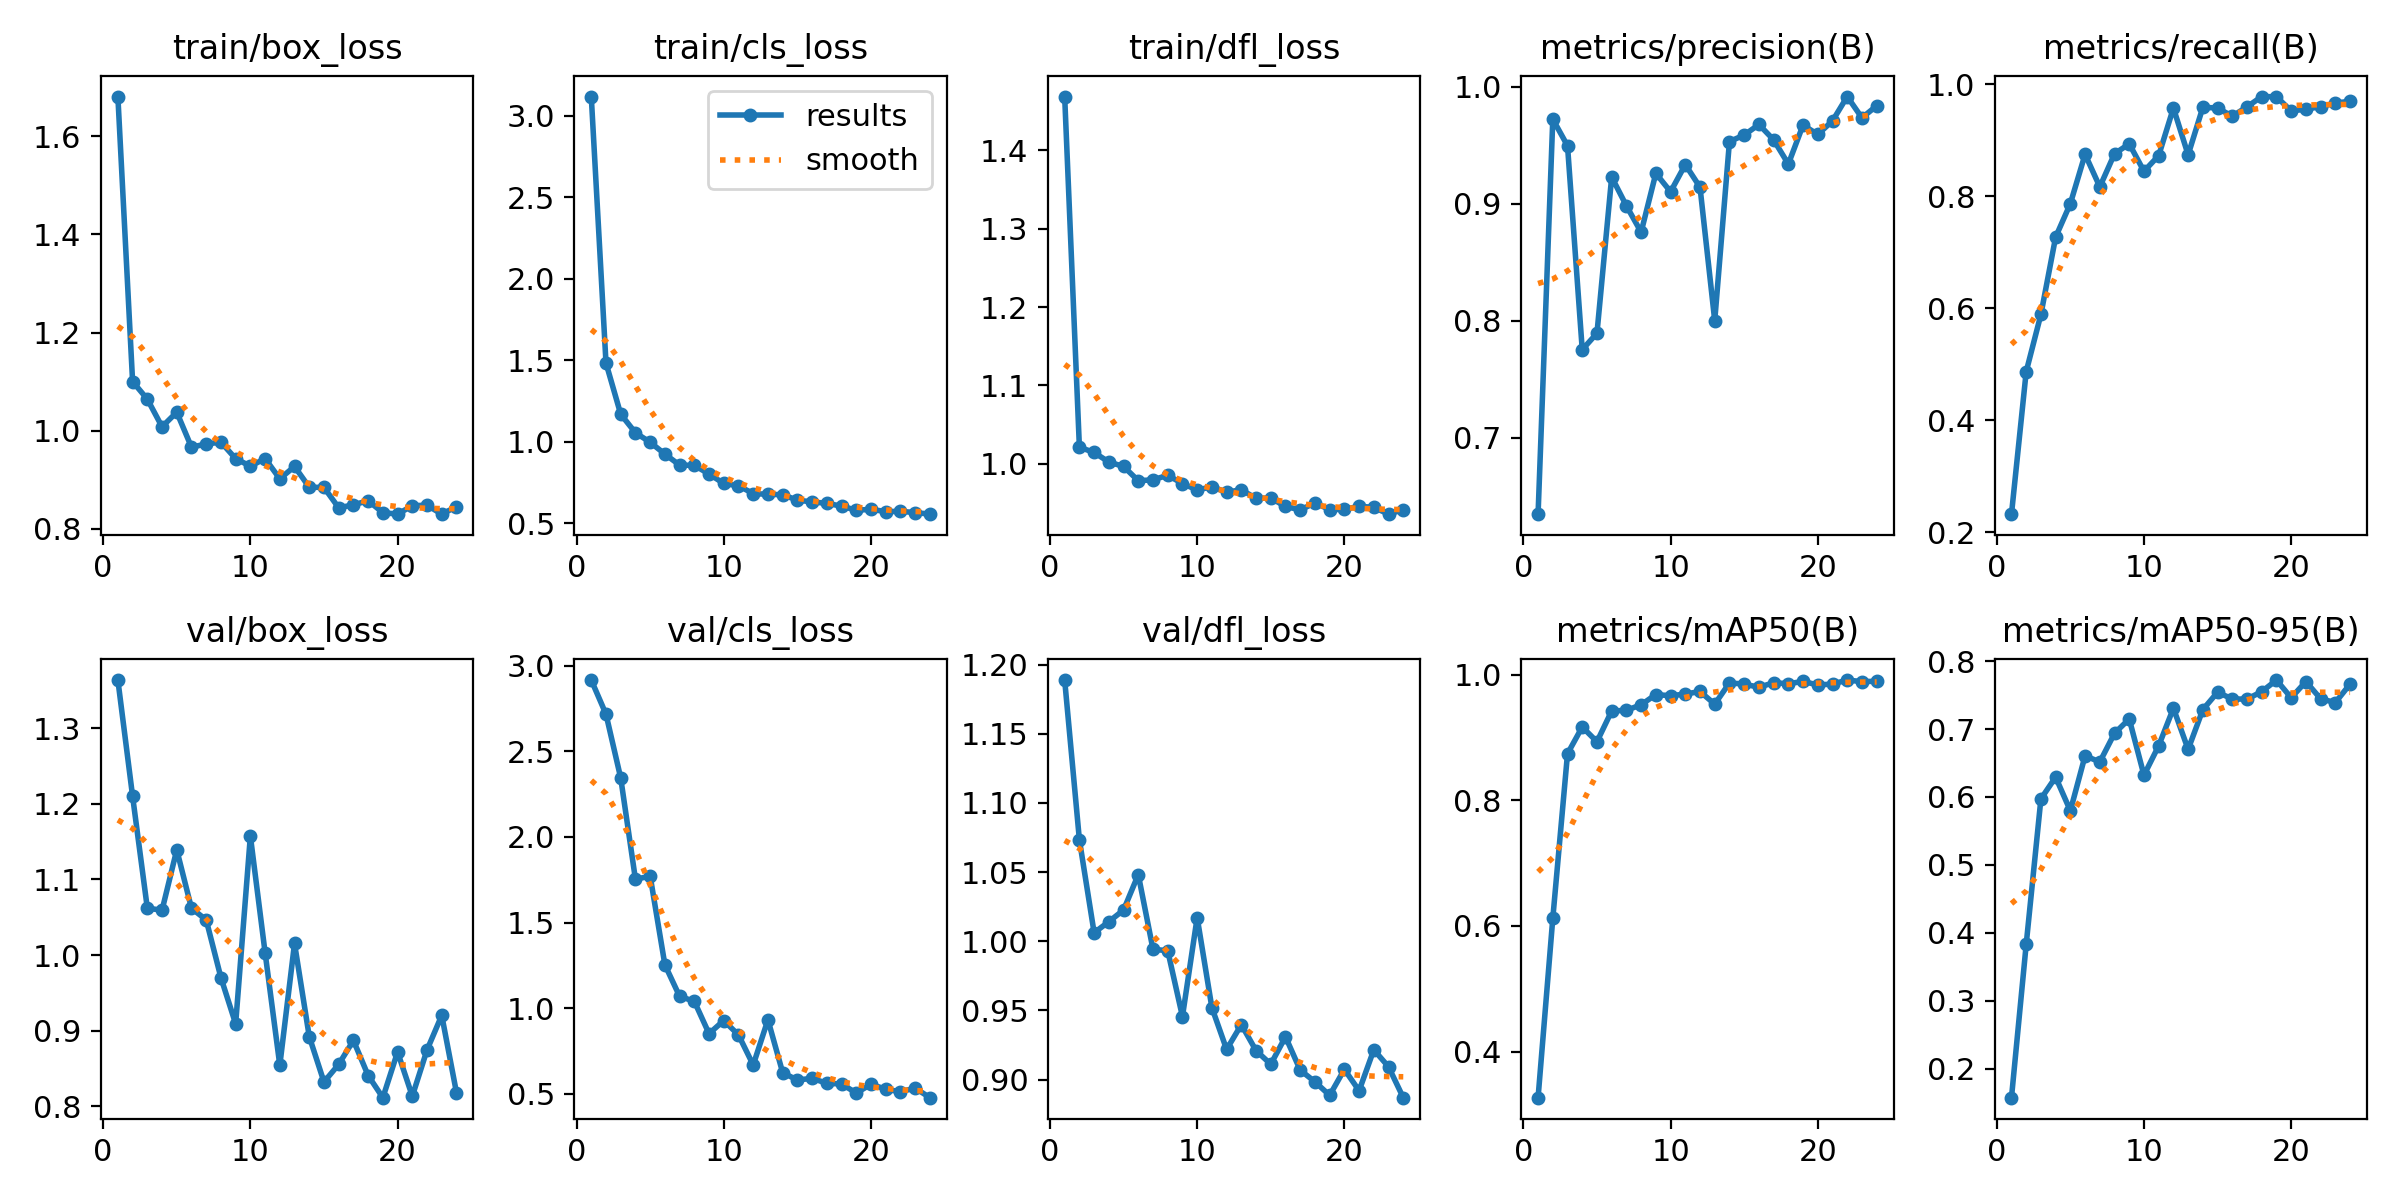 train/box_loss
1.6
1.4
1.2
1.0
0.8
0 10 20
train/cls_loss
results
smooth
3.0
2.5
2.0
1.5
1.0
0.5
0 10 20
train/dfl_loss
1.4
1.3
1.2
1.1
1.0
0 10 20
metrics/precision(B)
1.0
0.9
0.8
0.7
0 10 20
metrics/recall(B)
1.0
0.8
0.6
0.4
0.2
0 10 20
val/box_loss
1.3
1.2
1.1
1.0
0.9
0.8
0 10 20
val/cls_loss
3.0
2.5
2.0
1.5
1.0
0.5
0 10 20
val/dfl_loss
1.20
1.15
1.10
1.05
1.00
0.95
0.90
0 10 20
metrics/mAP50(B)
1.0
0.8
0.6
0.4
0 10 20
metrics/mAP50-95(B)
0.8
0.7
0.6
0.5
0.4
0.3
0.2
0 10 20